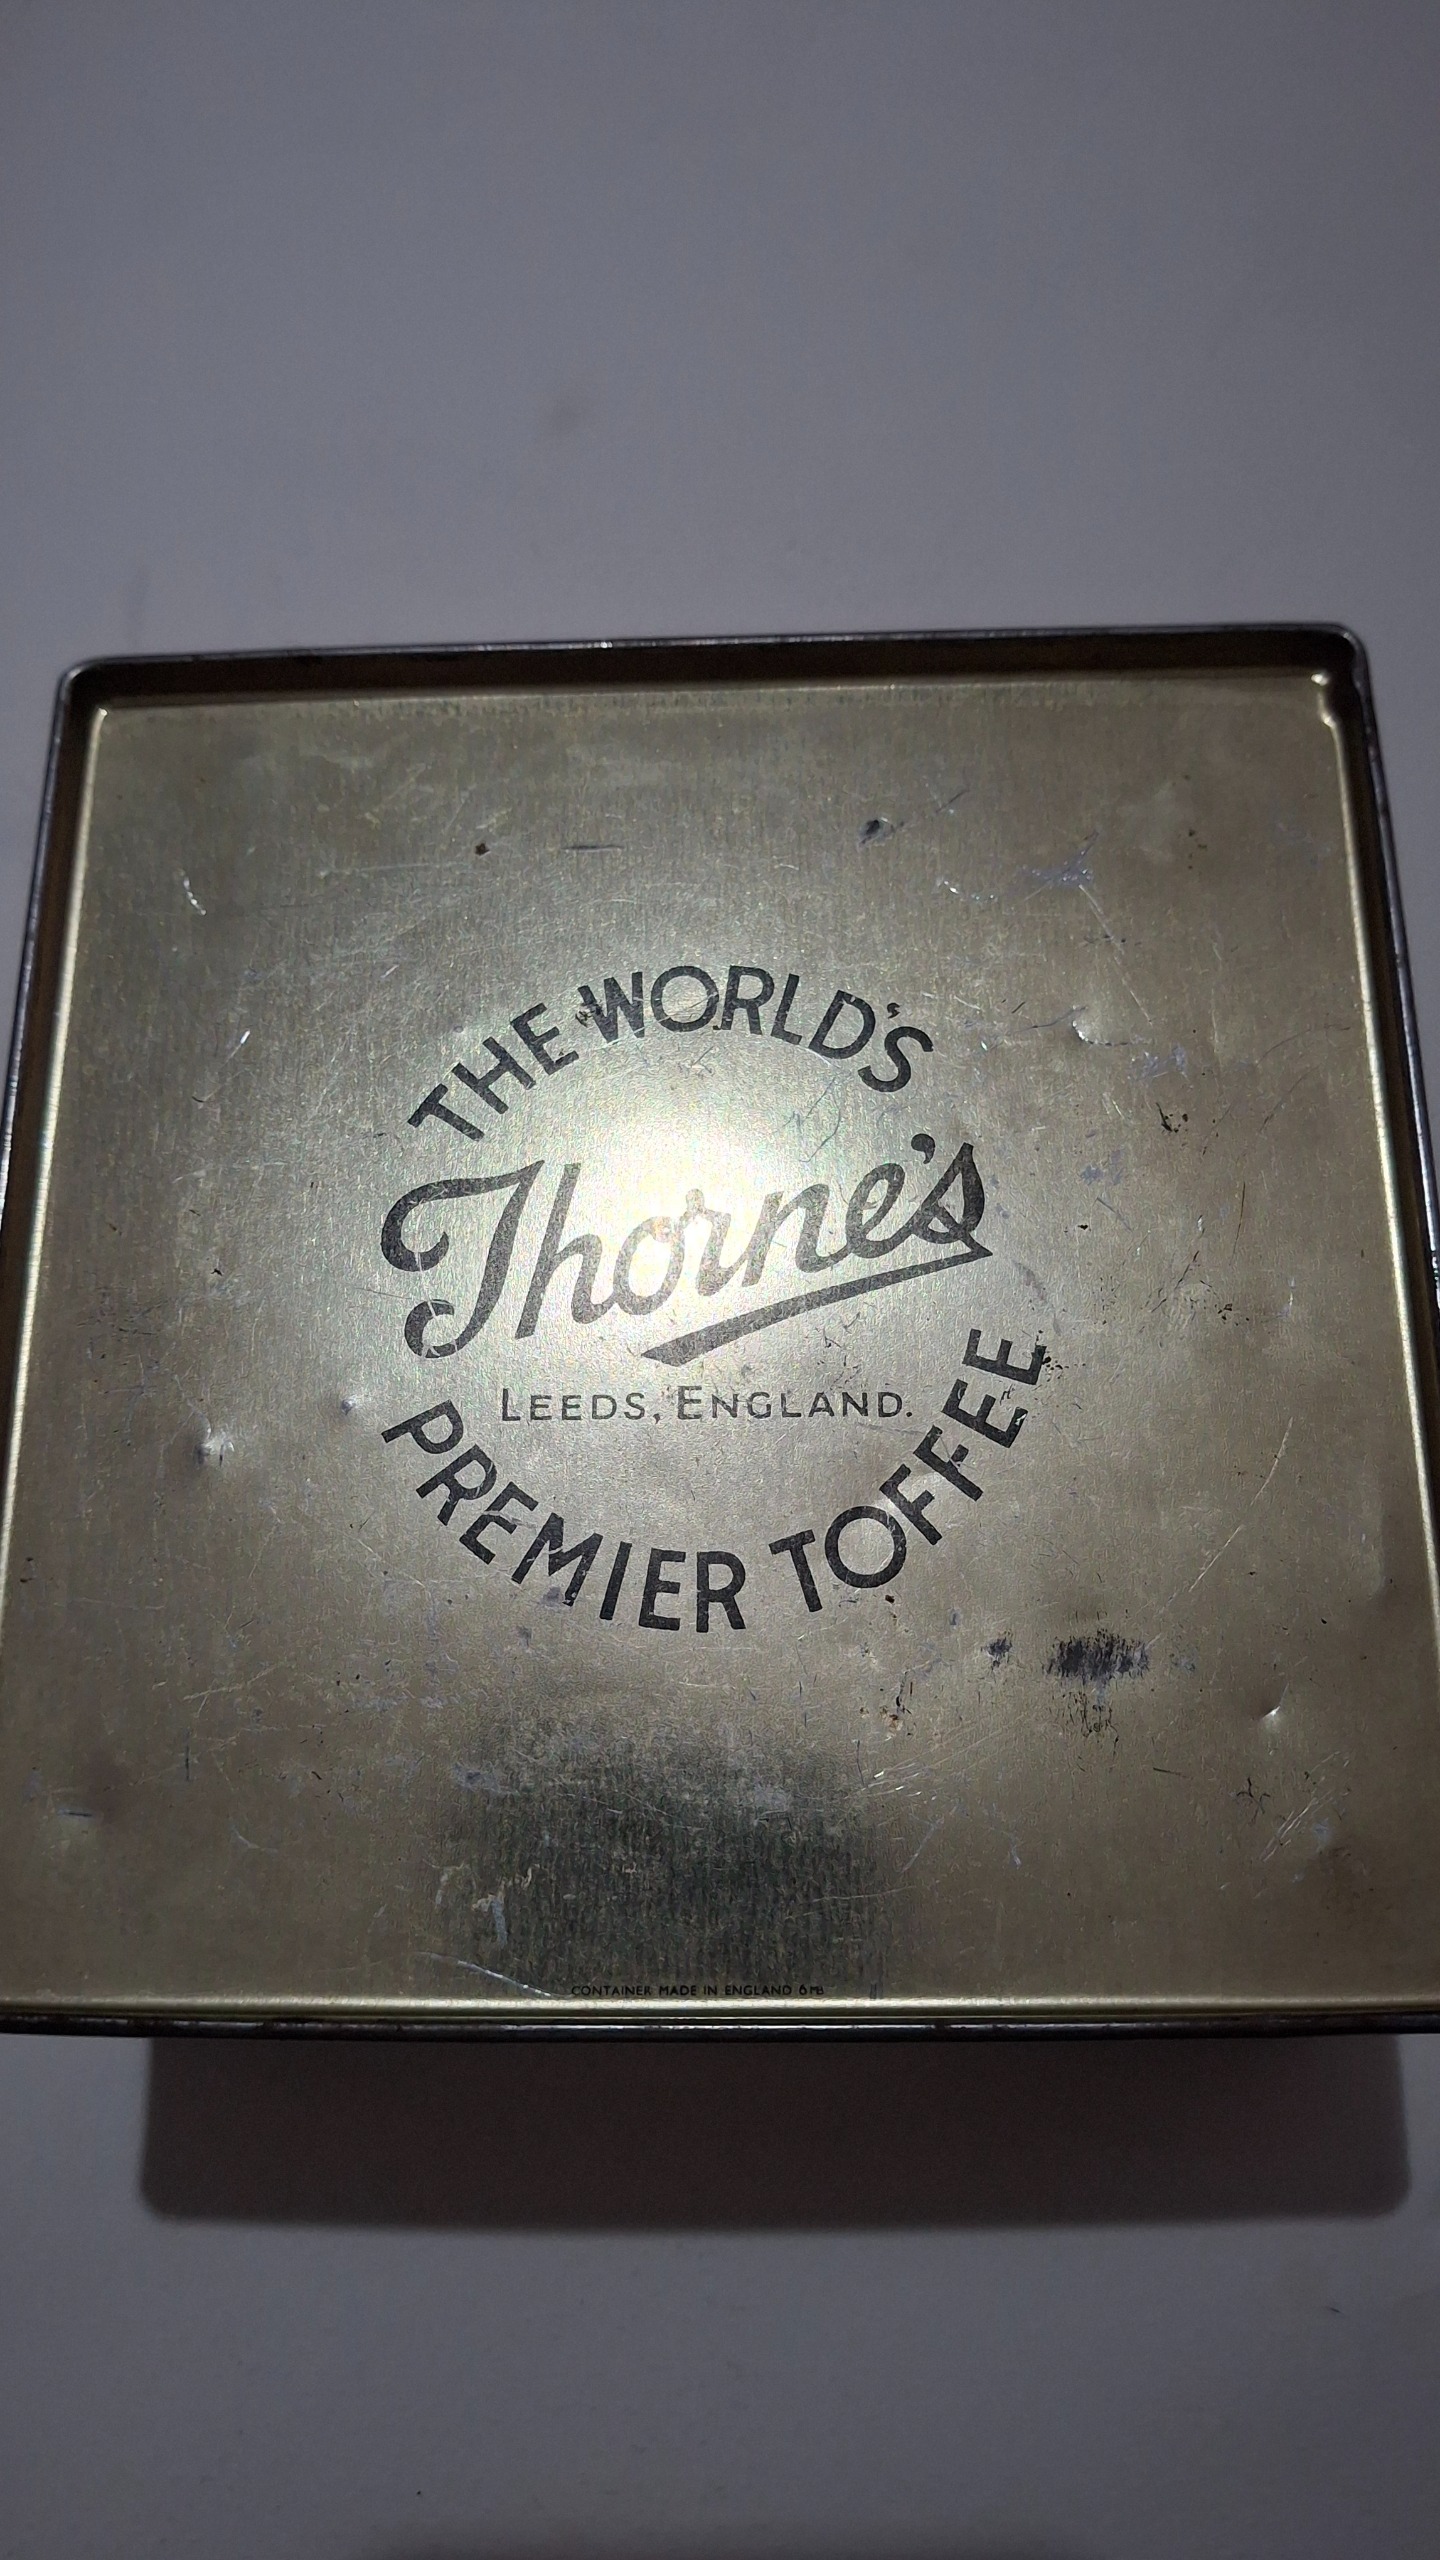 THE WORLD'S
Thorne's
LEEDS, ENGLAND.
PREMIER TOFFEE
CONTAINER MADE IN ENGLAND